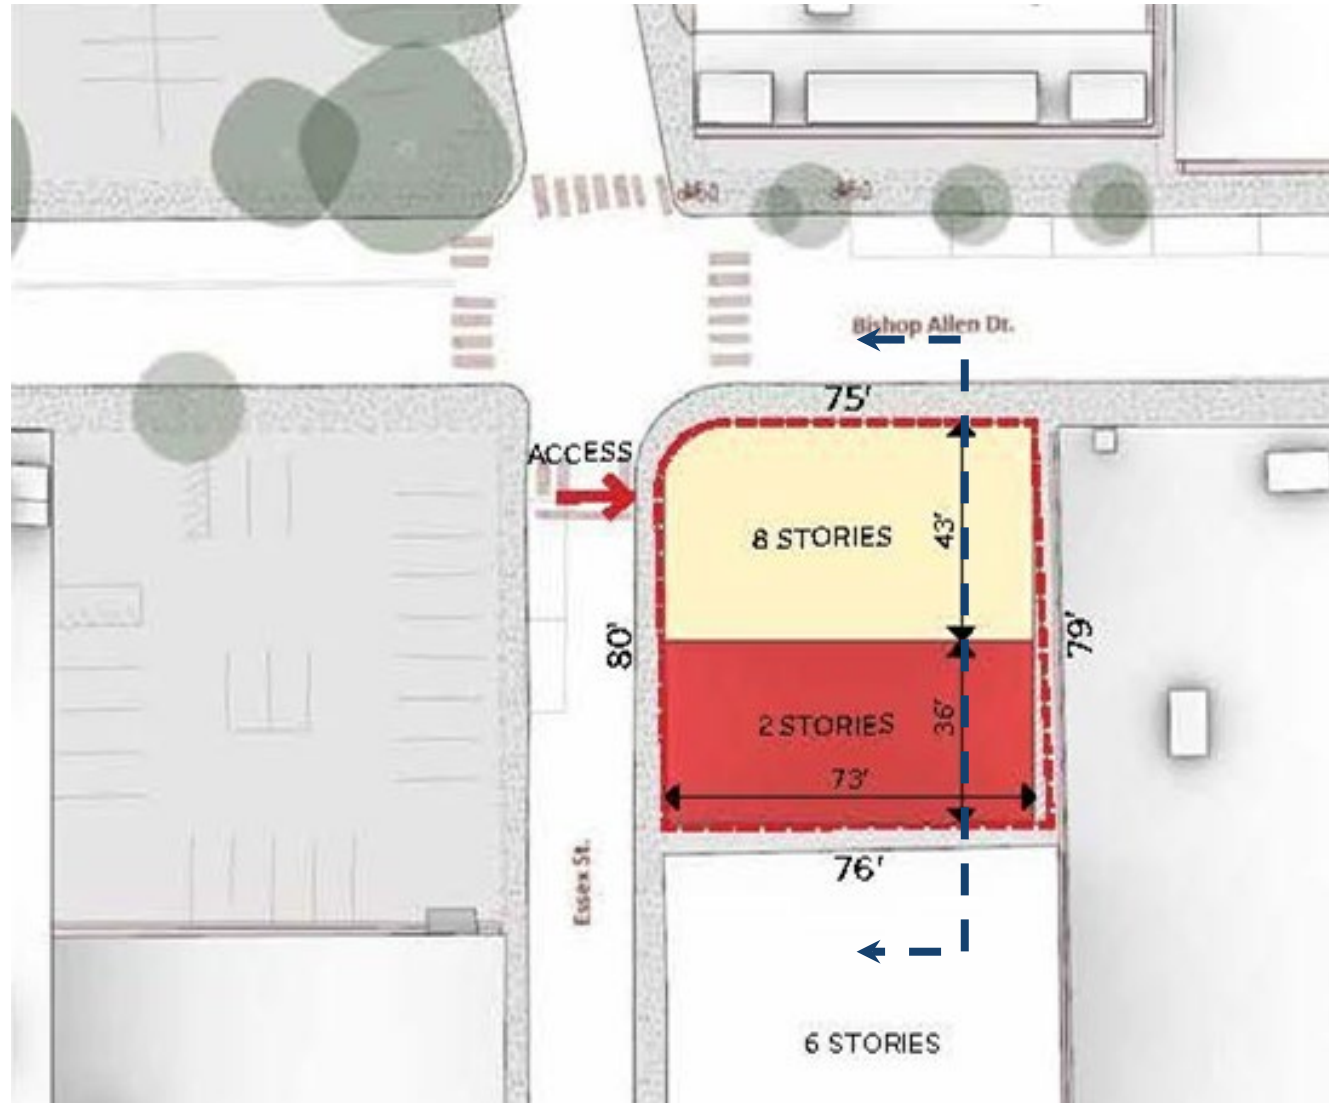 Bishop Allen Dr.
75'
ACCESS
8 STORIES
43'
80'
79'
2 STORIES
36'
73'
76'
Essex St.
6 STORIES